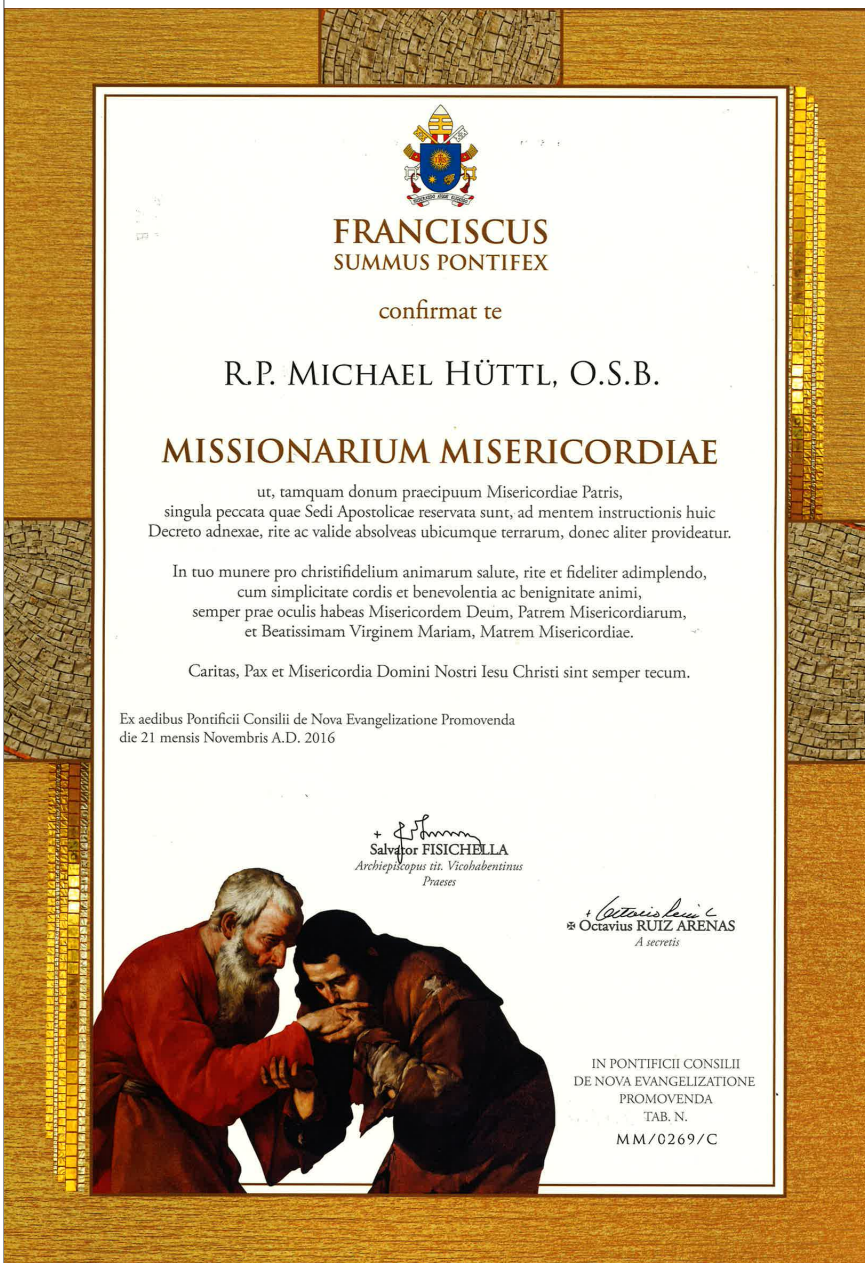 FRANCISCUS
SUMMUS PONTIFEX
confirmat te
R.P. MICHAEL HÜTTL, O.S.B.
MISSIONARIUM MISERICORDIAE
ut, tamquam donum praecipuum Misericordiae Patris,
singula peccata quae Sedi Apostolicae reservata sunt, ad mentem instructionis huic
Decreto adnexae, rite ac valide absolveas ubicumque terrarum, donec aliter provideatur.
In tuo munere pro christifidelium animarum salute, rite et fideliter adimplendo,
cum simplicitate cordis et benevolentia ac benignitate animi,
semper prae oculis habeas Misericordem Deum, Patrem Misericordiarum,
et Beatissimam Virginem Mariam, Matrem Misericordiae.
Caritas, Pax et Misericordia Domini Nostri Iesu Christi sint semper tecum.
Ex aedibus Pontificii Consilii de Nova Evangelizatione Promovenda
die 21 mensis Novembris A.D. 2016
Salvator FISICHELLA
Archiepiscopus tit. Vicohabentinus
Praeses
✠ Octavius RUIZ ARENAS
A secretis
IN PONTIFICII CONSILII
DE NOVA EVANGELIZATIONE
PROMOVENDA
TAB. N.
MM/0269/C